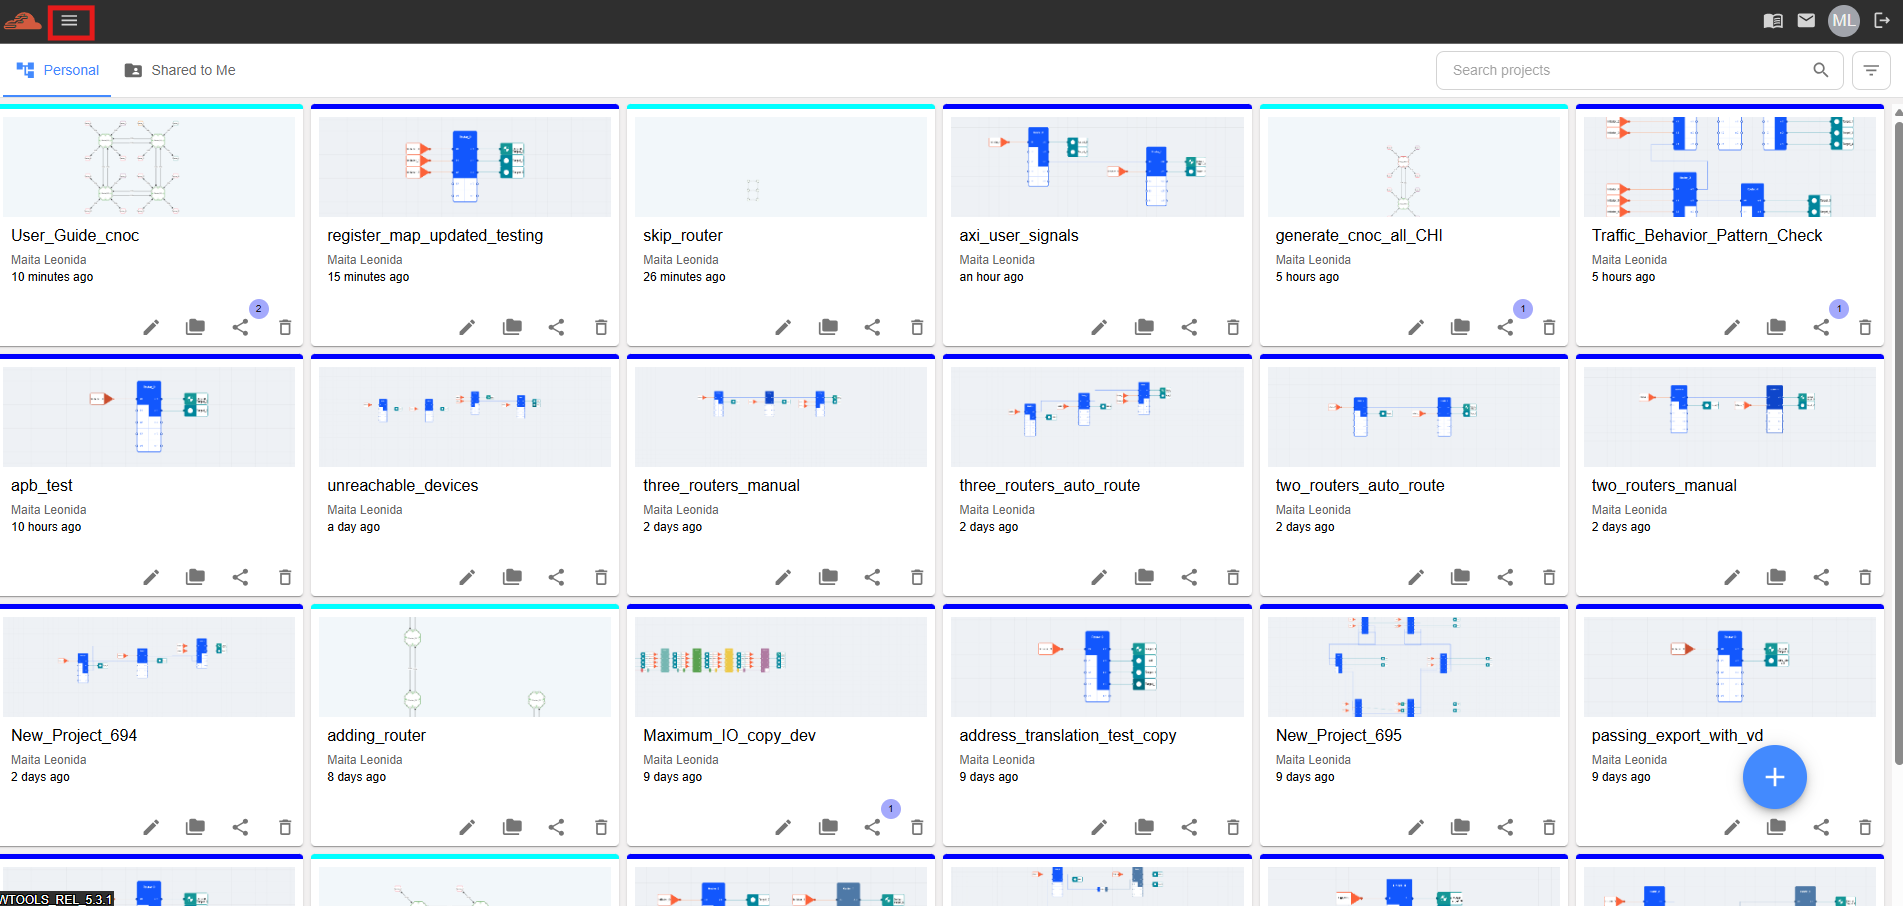 ML
Personal
Shared to Me
Search projects
User_Guide_cnoc
Maita Leonida
10 minutes ago
2
register_map_updated_testing
Maita Leonida
15 minutes ago
skip_router
Maita Leonida
26 minutes ago
axi_user_signals
Maita Leonida
an hour ago
generate_cnoc_all_CHI
Maita Leonida
5 hours ago
1
Traffic_Behavior_Pattern_Check
Maita Leonida
5 hours ago
1
apb_test
Maita Leonida
10 hours ago
unreachable_devices
Maita Leonida
a day ago
three_routers_manual
Maita Leonida
2 days ago
three_routers_auto_route
Maita Leonida
2 days ago
two_routers_auto_route
Maita Leonida
2 days ago
two_routers_manual
Maita Leonida
2 days ago
New_Project_694
Maita Leonida
2 days ago
adding_router
Maita Leonida
8 days ago
Maximum_IO_copy_dev
Maita Leonida
9 days ago
1
address_translation_test_copy
Maita Leonida
9 days ago
New_Project_695
Maita Leonida
9 days ago
passing_export_with_vd
Maita Leonida
9 days ago
WTOOLS_REL_5.3.1